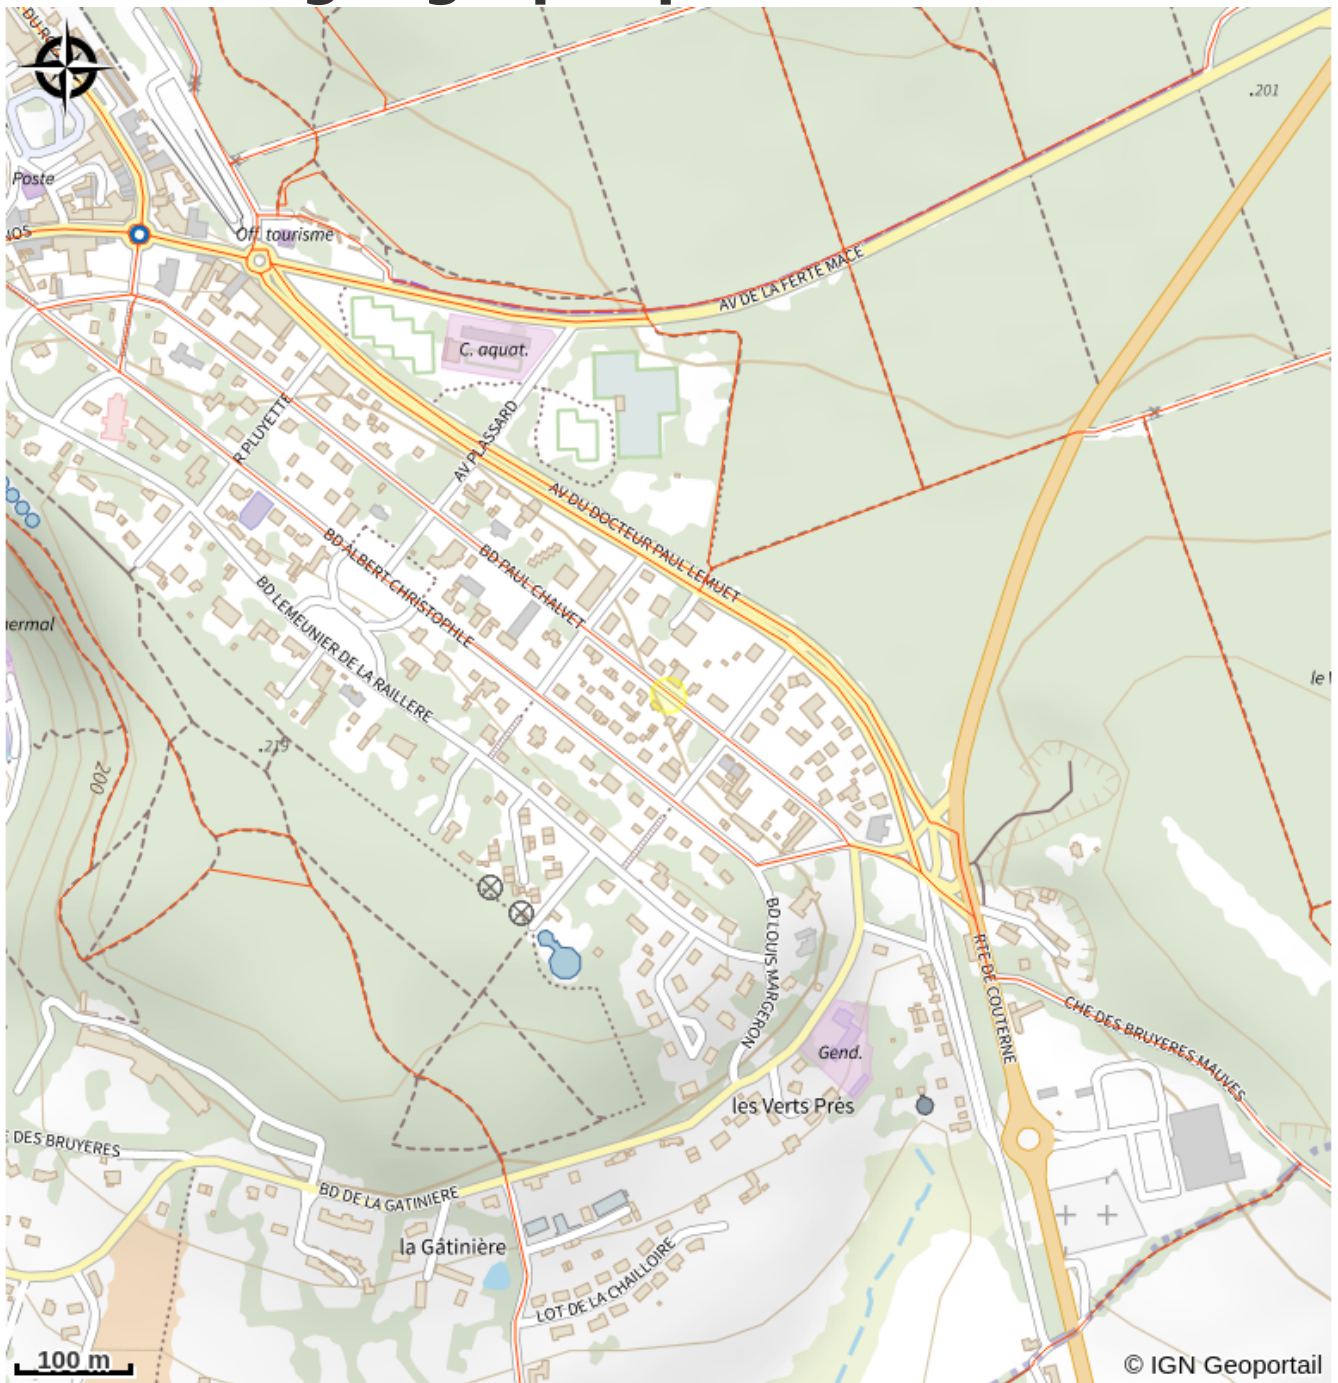 201
Poste
Off. tourisme
AV DE LA FERTE MACE
C. aquat.
R PLUYETTE
AV PLASSARD
AV DU DOCTEUR PAUL LEMUET
BD ALBERT CHRISTOPHLE
BD PAUL CHALVET
BD LEMEUNIER DE LA RAILLERE
ermal
le
219
200
BD LOUIS MARGERON
RTE DE COUTERNE
CHE DES BRUYERES MAUVES
Gend.
les Verts Prés
E DES BRUYERES
BD DE LA GATINIERE
la Gâtinière
LOT DE LA CHAILLOIRE
100 m
© IGN Geoportail